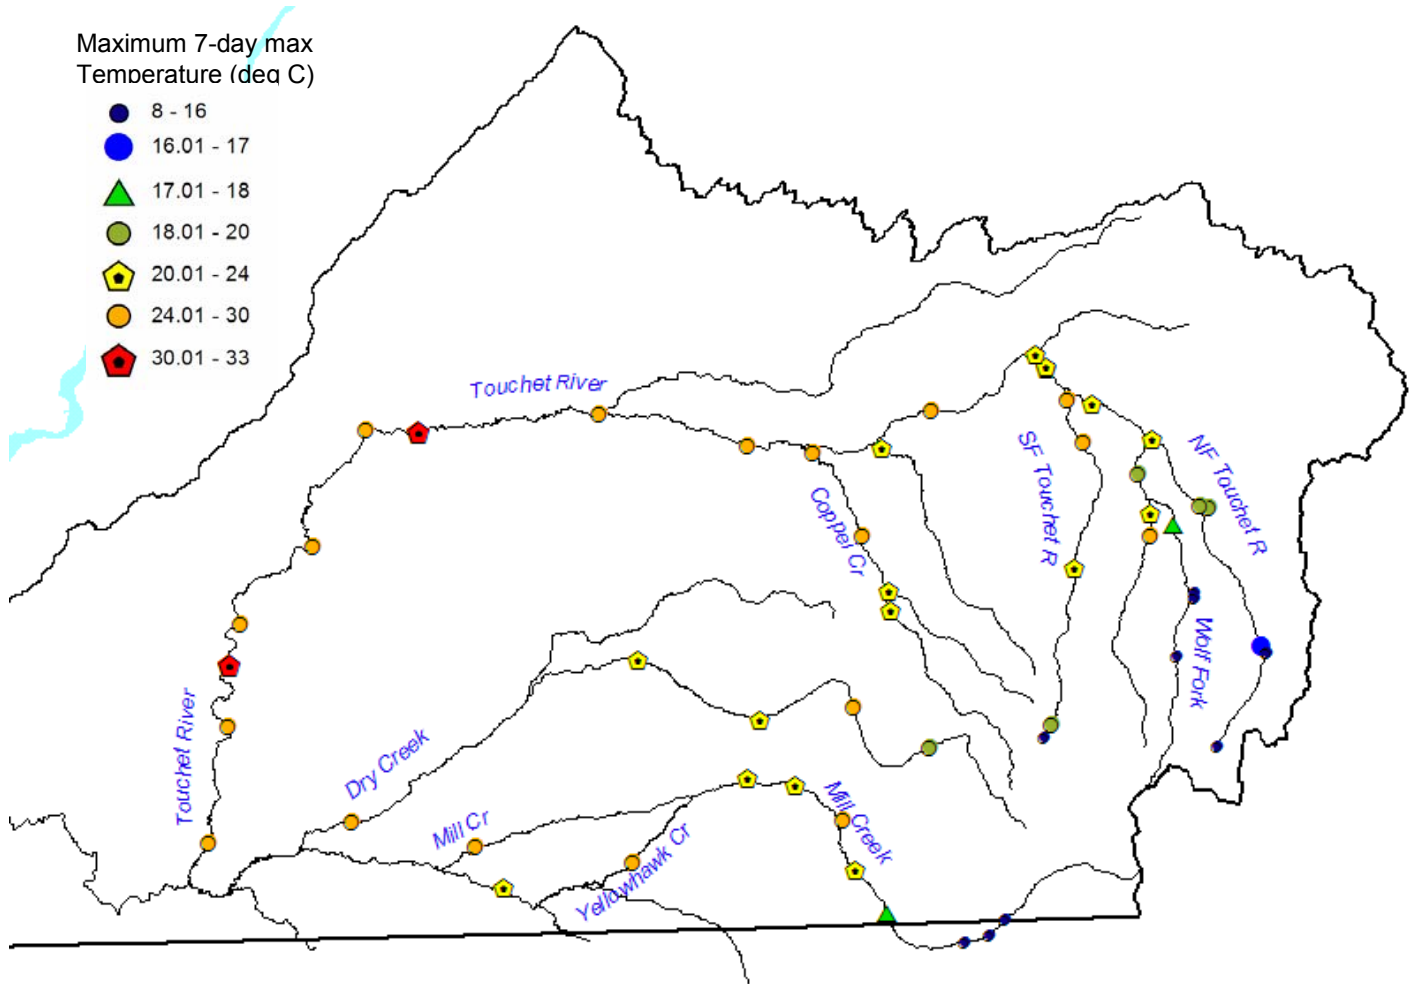 Maximum 7-day max
Temperature (deg C)
8 - 16
16.01 - 17
17.01 - 18
18.01 - 20
20.01 - 24
24.01 - 30
30.01 - 33
Touchet River
SF Touchet R
NF Touchet R
Coppei Cr
Wolf Fork
Touchet River
Dry Creek
Mill Cr
Mill Creek
Yellowhawk Cr